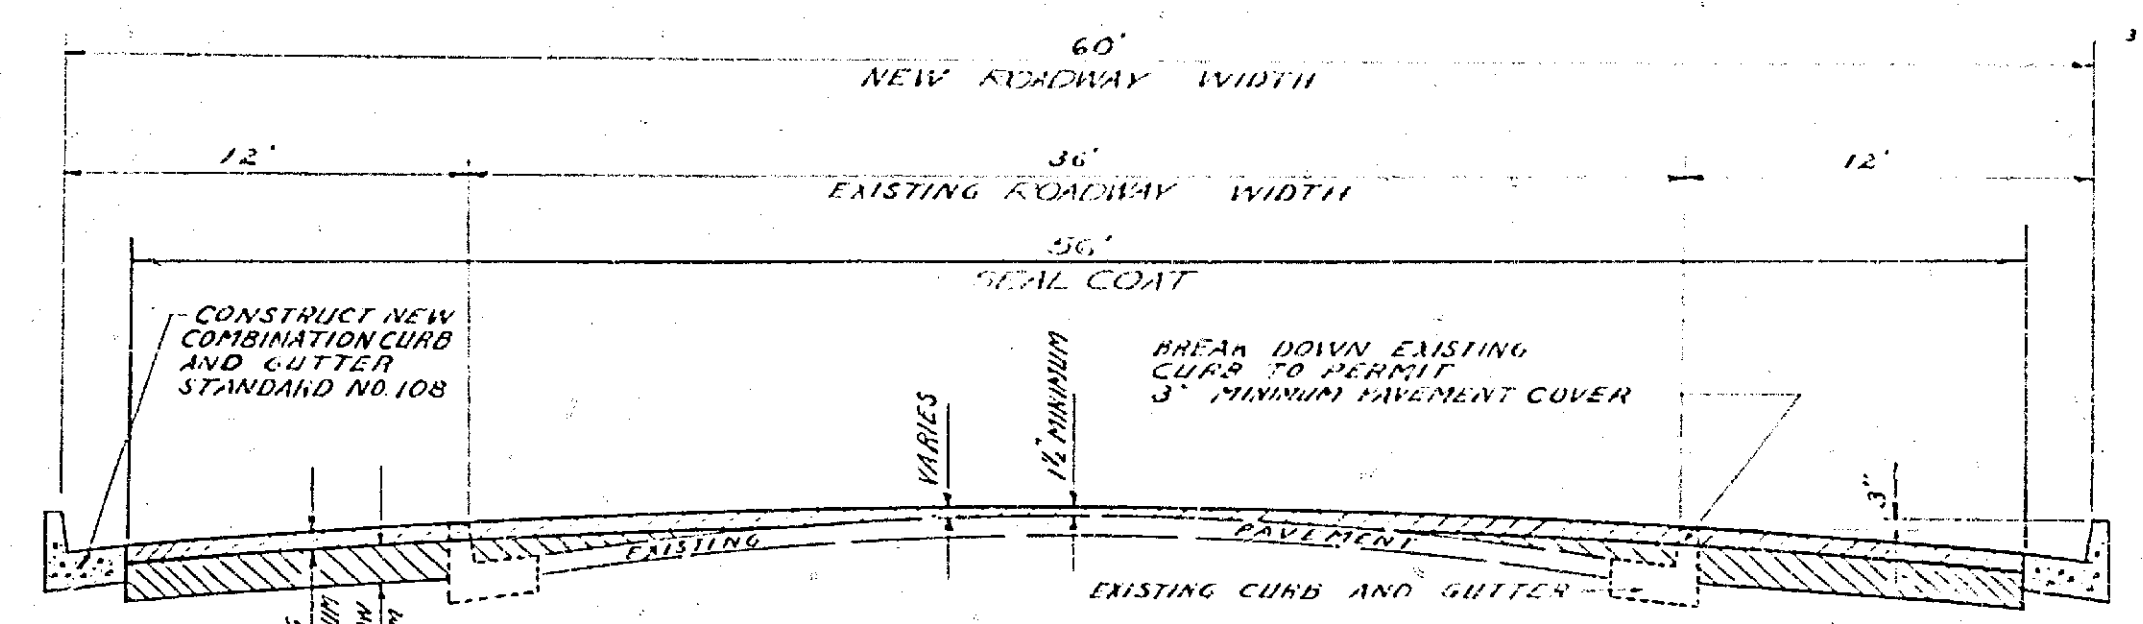 60'
NEW ROADWAY WIDTH
12'
36'
12'
EXISTING ROADWAY WIDTH
56'
SEAL COAT
CONSTRUCT NEW
COMBINATION CURB
AND GUTTER
STANDARD NO. 108
VARIES
1½" MINIMUM
BREAK DOWN EXISTING
CURB TO PERMIT
3" MINIMUM PAVEMENT COVER
3"
EXISTING
PAVEMENT
EXISTING CURB AND GUTTER